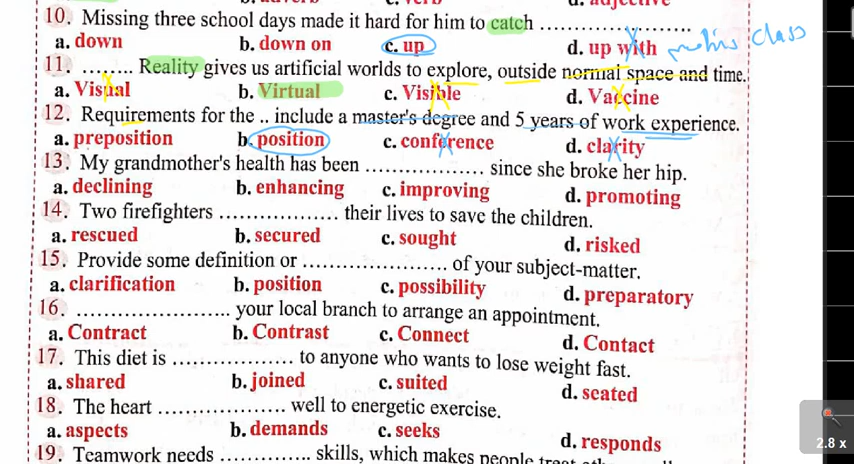 10. Missing three school days made it hard for him to catch ......................
a. down b. down on c. up d. up with class
11. ........ Reality gives us artificial worlds to explore, outside normal space and time.
a. Visual b. Virtual c. Visible d. Vaccine
12. Requirements for the .. include a master's degree and 5 years of work experience.
a. preposition b. position c. conference d. clarity
13. My grandmother's health has been ................. since she broke her hip.
a. declining b. enhancing c. improving d. promoting
14. Two firefighters ................. their lives to save the children.
a. rescued b. secured c. sought d. risked
15. Provide some definition or ..................... of your subject-matter.
a. clarification b. position c. possibility d. preparatory
16. ...................... your local branch to arrange an appointment.
a. Contract b. Contrast c. Connect d. Contact
17. This diet is ................. to anyone who wants to lose weight fast.
a. shared b. joined c. suited d. seated
18. The heart .................. well to energetic exercise.
a. aspects b. demands c. seeks d. responds
19. Teamwork needs ............. skills, which makes people
2.8 x